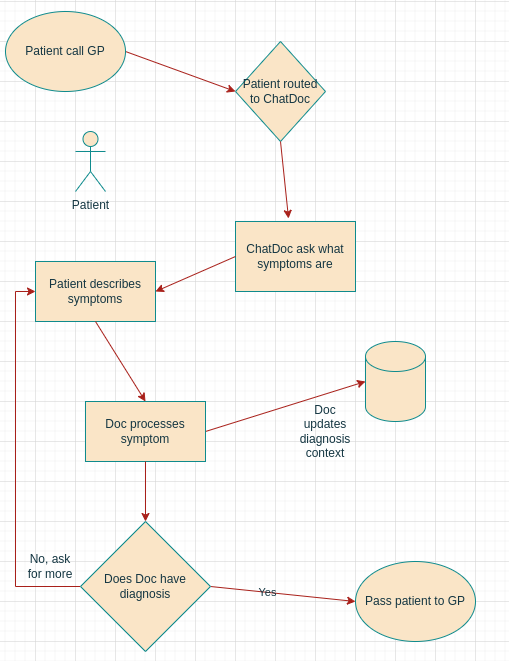 Patient call GP
Patient routed
to ChatDoc
Patient
ChatDoc ask what
symptoms are
Patient describes
symptoms
Doc processes
symptom
Doc
updates
diagnosis
context
No, ask
for more
Does Doc have
diagnosis
Yes
Pass patient to GP